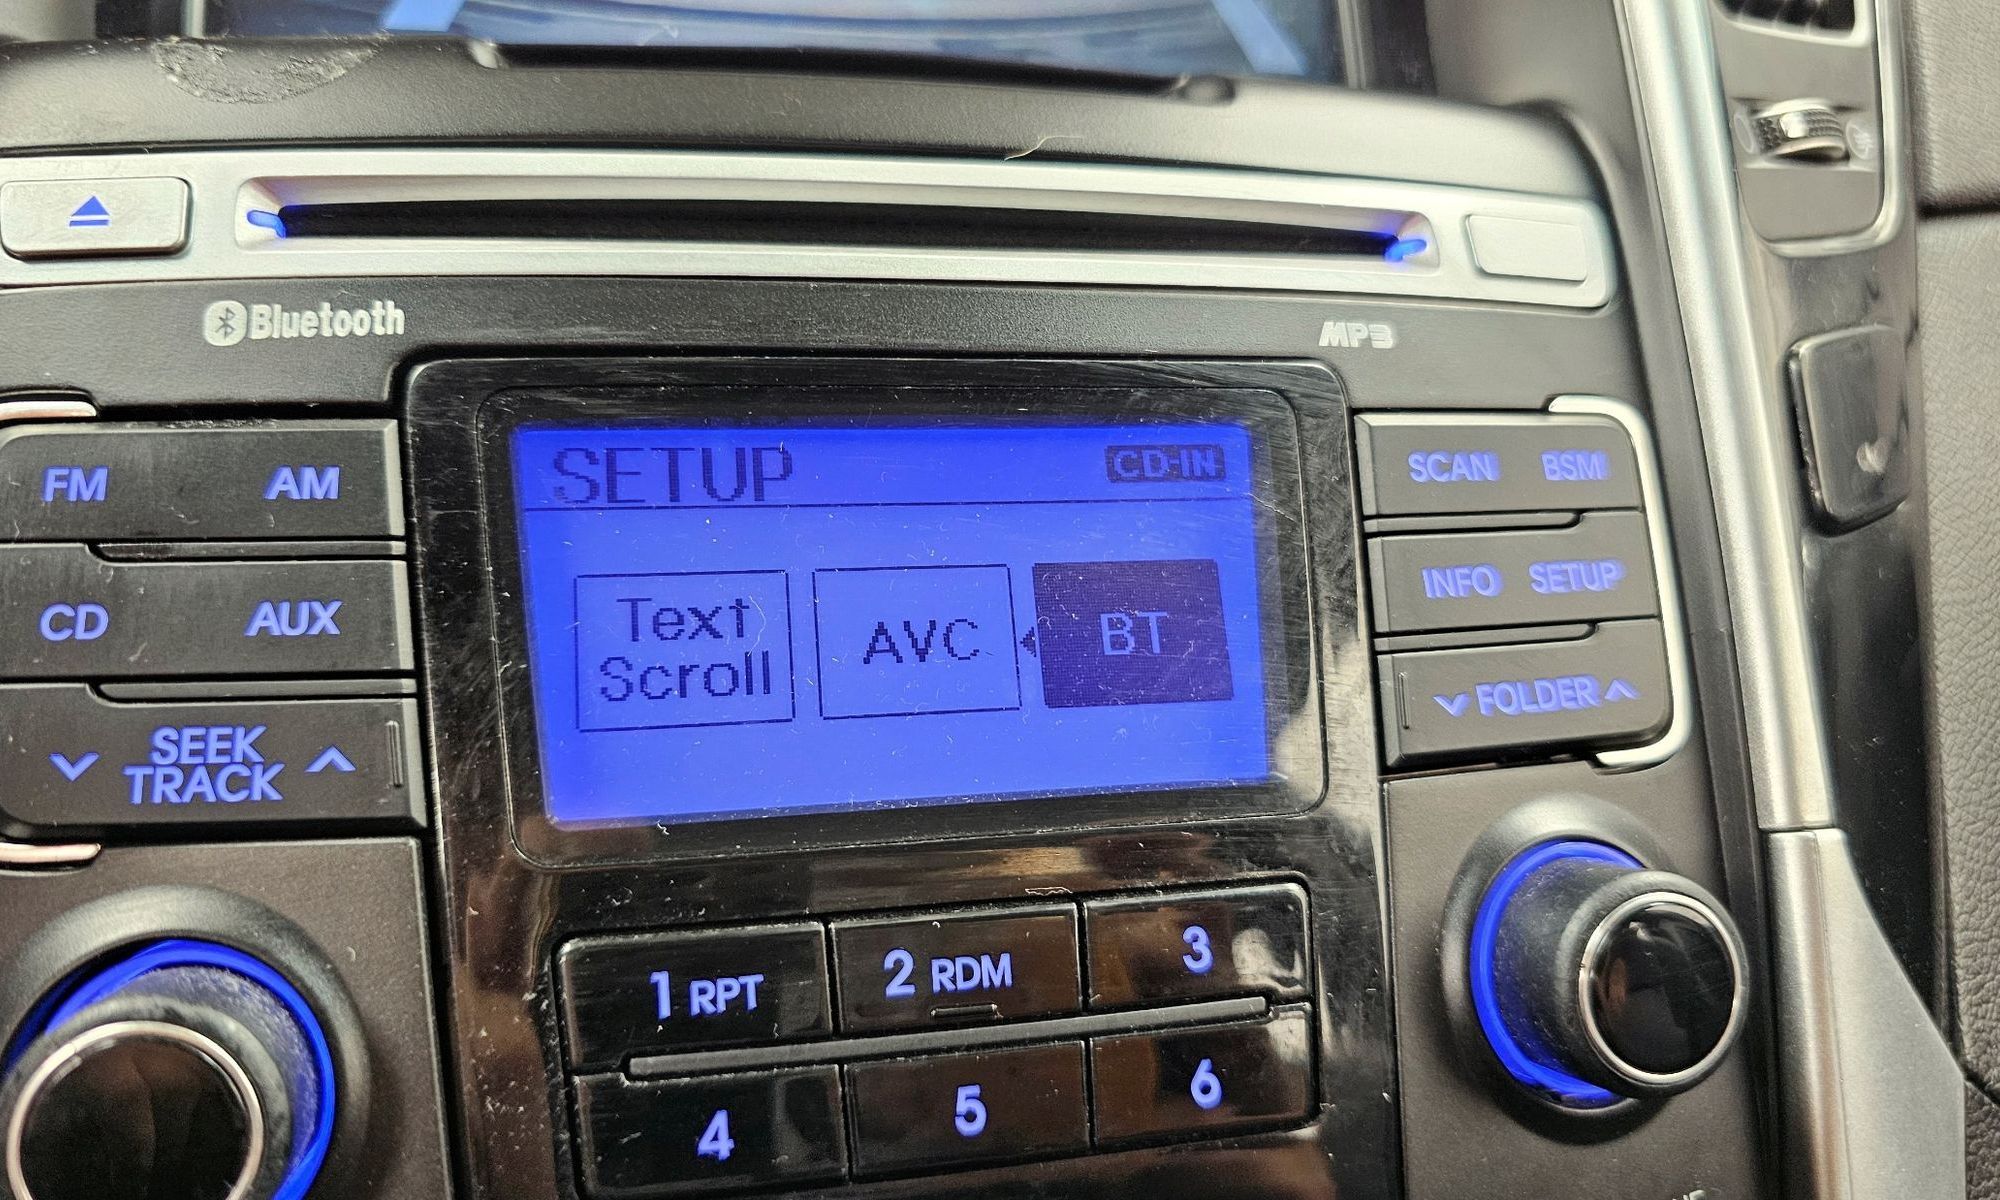 Bluetooth
MP3
FM AM
CD AUX
SEEK
TRACK
SETUP CD-IN
Text
Scroll
AVC
BT
SCAN BSM
INFO SETUP
FOLDER
1 RPT
2 RDM
3
4
5
6